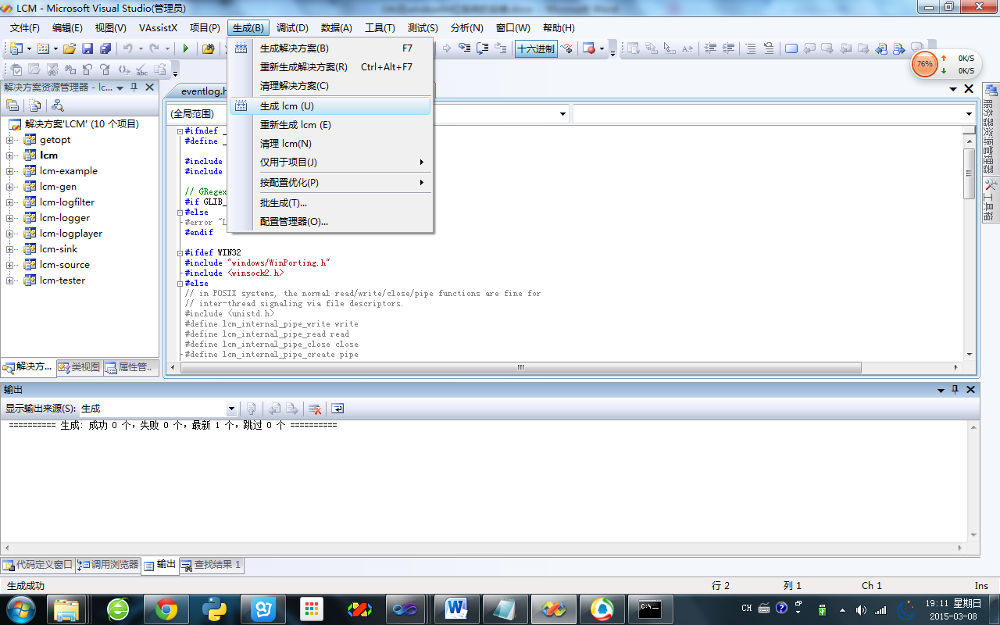 LCM - Microsoft Visual Studio(管理员)
文件(F) 编辑(E) 视图(V) VAssistX 项目(P) 生成(B) 调试(D) 数据(A) 工具(T) 测试(S) 分析(N) 窗口(W) 帮助(H)
十六进制
生成解决方案(B) F7
重新生成解决方案(R) Ctrl+Alt+F7
清理解决方案(C)
生成 lcm (U)
重新生成 lcm (E)
清理 lcm(N)
仅用于项目(J)
按配置优化(P)
批生成(T)...
配置管理器(O)...
76%
0K/S
0K/S
解决方案资源管理器 - lc...
解决方案'LCM' (10 个项目)
getopt
lcm
lcm-example
lcm-gen
lcm-logfilter
lcm-logger
lcm-logplayer
lcm-sink
lcm-source
lcm-tester
解决方... 类视图 属性管...
eventlog.h
(全局范围)
#ifndef _
#define _
#include
#include
// GRegex
#if GLIB_
#else
#error "L
#endif
#ifdef WIN32
#include "windows/WinPorting.h"
#include <winsock2.h>
#else
// in POSIX systems, the normal read/write/close/pipe functions are fine for
// inter-thread signaling via file descriptors.
#include <unistd.h>
#define lcm_internal_pipe_write write
#define lcm_internal_pipe_read read
#define lcm_internal_pipe_close close
#define lcm_internal_pipe_create pipe
服务器资源管理器
工具箱
输出
显示输出来源(S): 生成
========== 生成: 成功 0 个，失败 0 个，最新 1 个，跳过 0 个 ==========
代码定义窗口 调用浏览器 输出 查找结果 1
生成成功 行 2 列 1 Ch 1 Ins
CH
19:11 星期日
2015-03-08